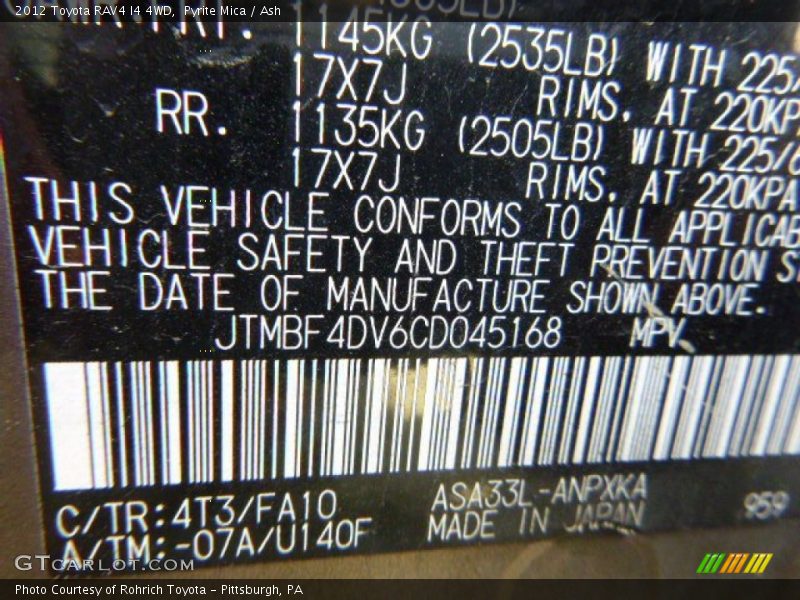 2012 Toyota RAV4 I4 4WD, Pyrite Mica / Ash
1145KG (2535LB) WITH 225/
17X7J RIMS, AT 220KP
RR. 1135KG (2505LB) WITH 225/6
17X7J RIMS, AT 220KPA
THIS VEHICLE CONFORMS TO ALL APPLICAB
VEHICLE SAFETY AND THEFT PREVENTION S
THE DATE OF MANUFACTURE SHOWN ABOVE.
JTMBF4DV6CD045168 MPV
C/TR:4T3/FA10 ASA33L-ANPXKA 959
A/TM:-07A/U140F MADE IN JAPAN
GTCARLOT.COM
Photo Courtesy of Rohrich Toyota - Pittsburgh, PA